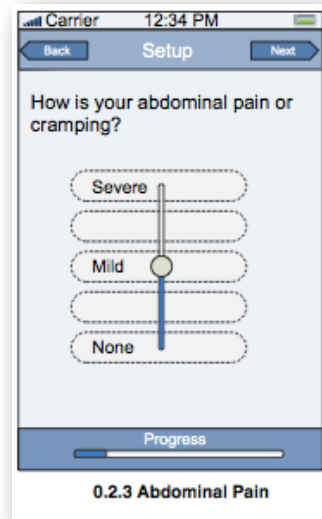 Carrier 12:34 PM
Back Setup Next
How is your abdominal pain or
cramping?
Severe
Mild
None
Progress
0.2.3 Abdominal Pain